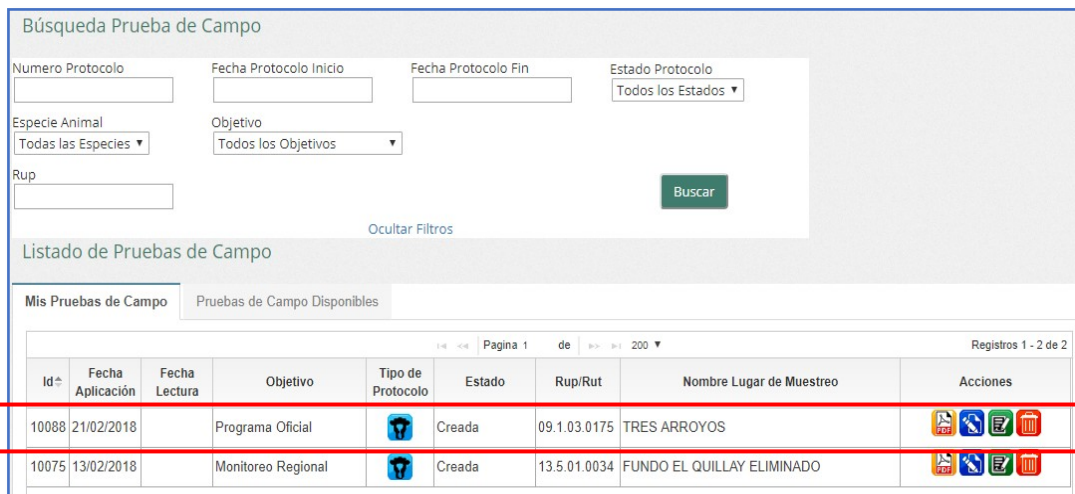 Búsqueda Prueba de Campo
Numero Protocolo Fecha Protocolo Inicio Fecha Protocolo Fin Estado Protocolo
Todos los Estados
Especie Animal Objetivo
Todas las Especies Todos los Objetivos
Rup
Buscar
Ocultar Filtros
Listado de Pruebas de Campo
Mis Pruebas de Campo Pruebas de Campo Disponibles
Pagina 1 de 200 Registros 1 - 2 de 2
Id Fecha Aplicación Fecha Lectura Objetivo Tipo de Protocolo Estado Rup/Rut Nombre Lugar de Muestreo Acciones
10088 21/02/2018 Programa Oficial Creada 09.1.03.0175 TRES ARROYOS PDF
10075 13/02/2018 Monitoreo Regional Creada 13.5.01.0034 FUNDO EL QUILLAY ELIMINADO PDF